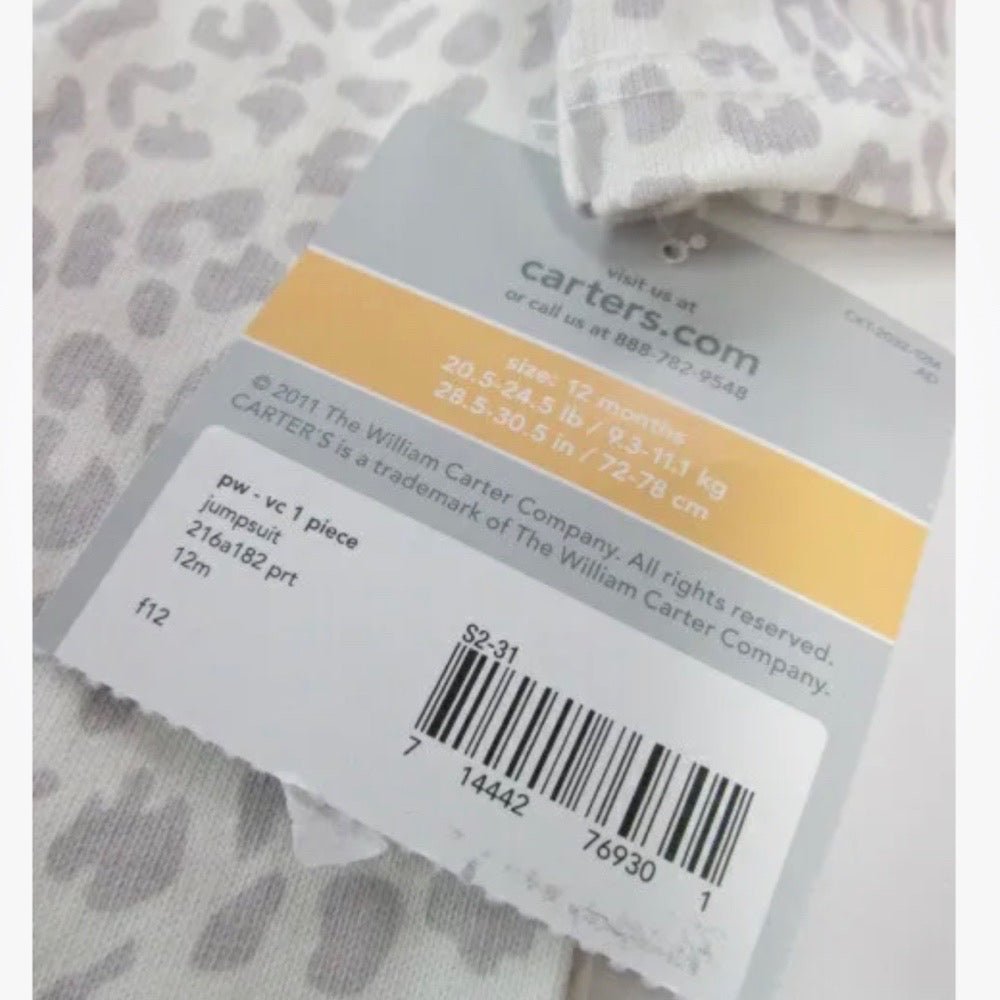 visit us at
carters.com
or call us at 888-782-9548
size: 12 months
20.5-24.5 lb / 9.3-11.1 kg
28.5-30.5 in / 72-78 cm
© 2011 The William Carter Company. All rights reserved.
CARTER'S is a trademark of The William Carter Company.
pw - vc 1 piece
jumpsuit
216a182 prt
12m
f12
S2-31
7 14442 76930 1